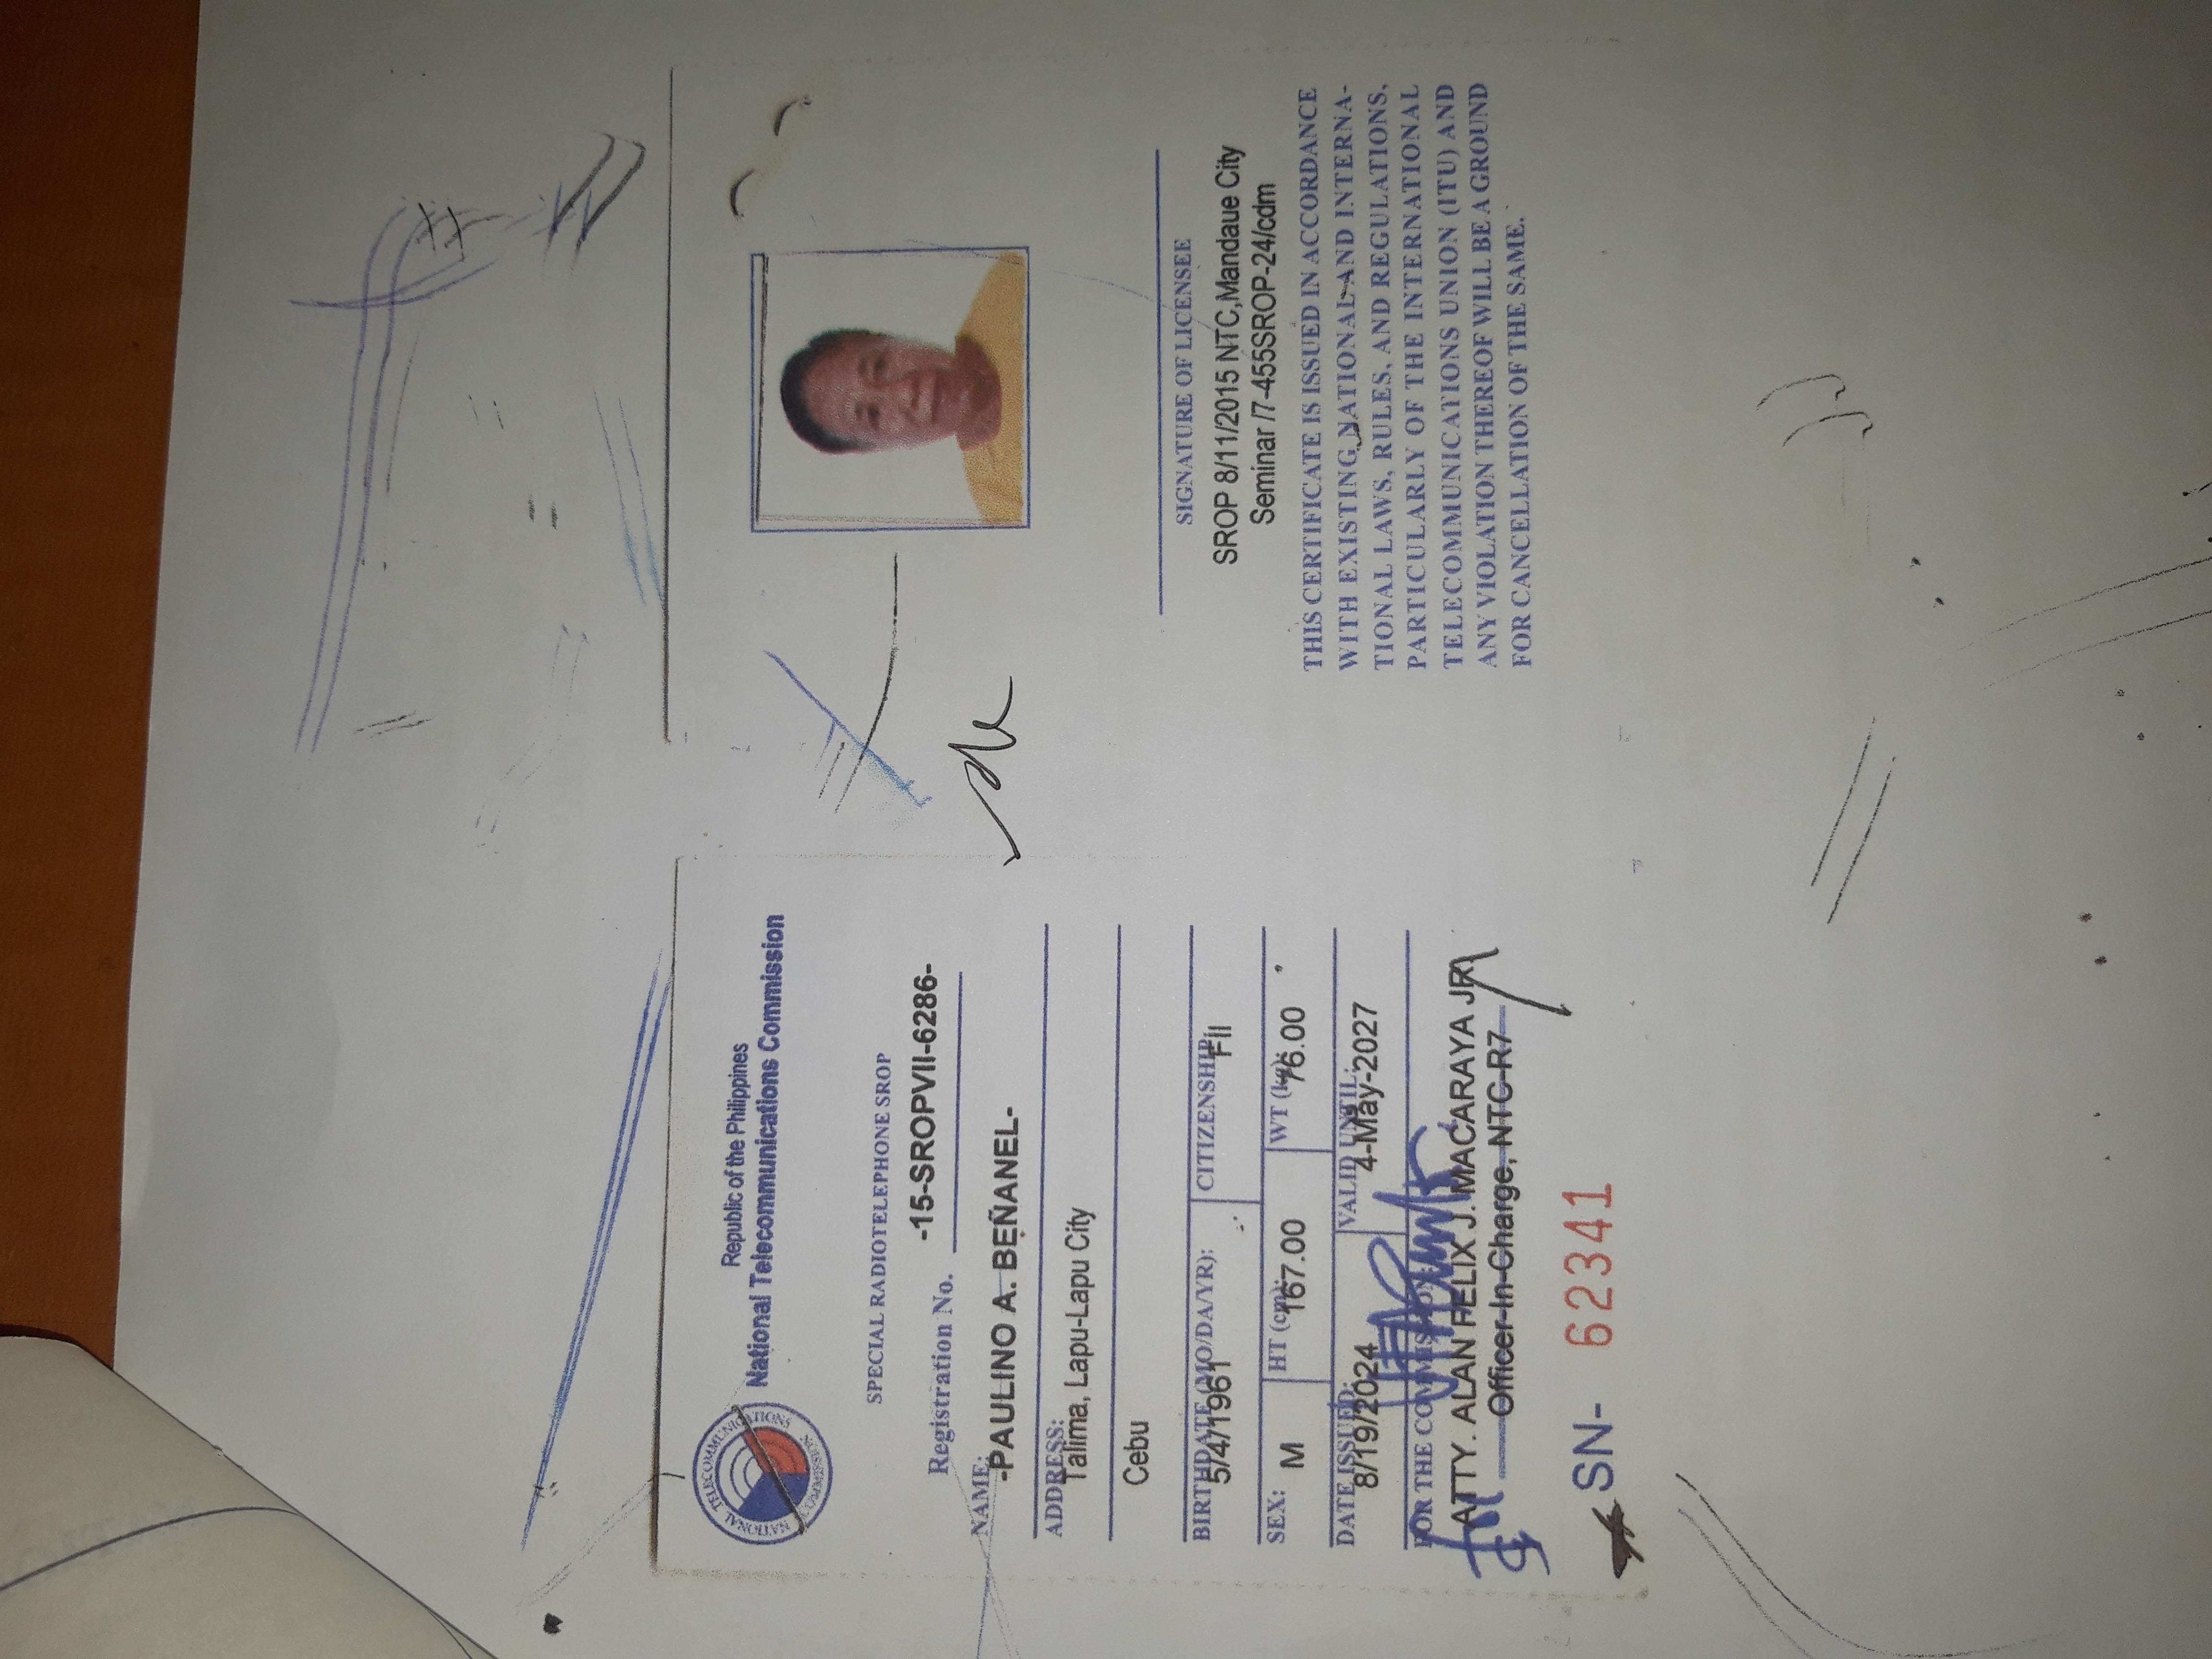 Republic of the Philippines
National Telecommunications Commission
NATIONAL TELECOMMUNICATIONS COMMISSION
SPECIAL RADIOTELEPHONE SROP
Registration No. -15-SROPVII-6286-
NAME:
-PAULINO A. BEÑANEL-
ADDRESS:
Talima, Lapu-Lapu City
Cebu
BIRTHDATE (MO/DA/YR): CITIZENSHIP:
5/4/1961 Fil
SEX: HT (cm): WT (kg):
M 167.00 76.00
DATE ISSUED: VALID UNTIL:
8/19/2024 4-May-2027
FOR THE COMMISSIONER
ATTY. ALAN FELIX J. MACARAYA JR
Officer-In-Charge, NTC-R7
SN- 62341
SIGNATURE OF LICENSEE
SROP 8/11/2015 NTC,Mandaue City
Seminar /7-455SROP-24/cdm
THIS CERTIFICATE IS ISSUED IN ACCORDANCE
WITH EXISTING NATIONAL AND INTERNA-
TIONAL LAWS, RULES, AND REGULATIONS,
PARTICULARLY OF THE INTERNATIONAL
TELECOMMUNICATIONS UNION (ITU) AND
ANY VIOLATION THEREOF WILL BE A GROUND
FOR CANCELLATION OF THE SAME.